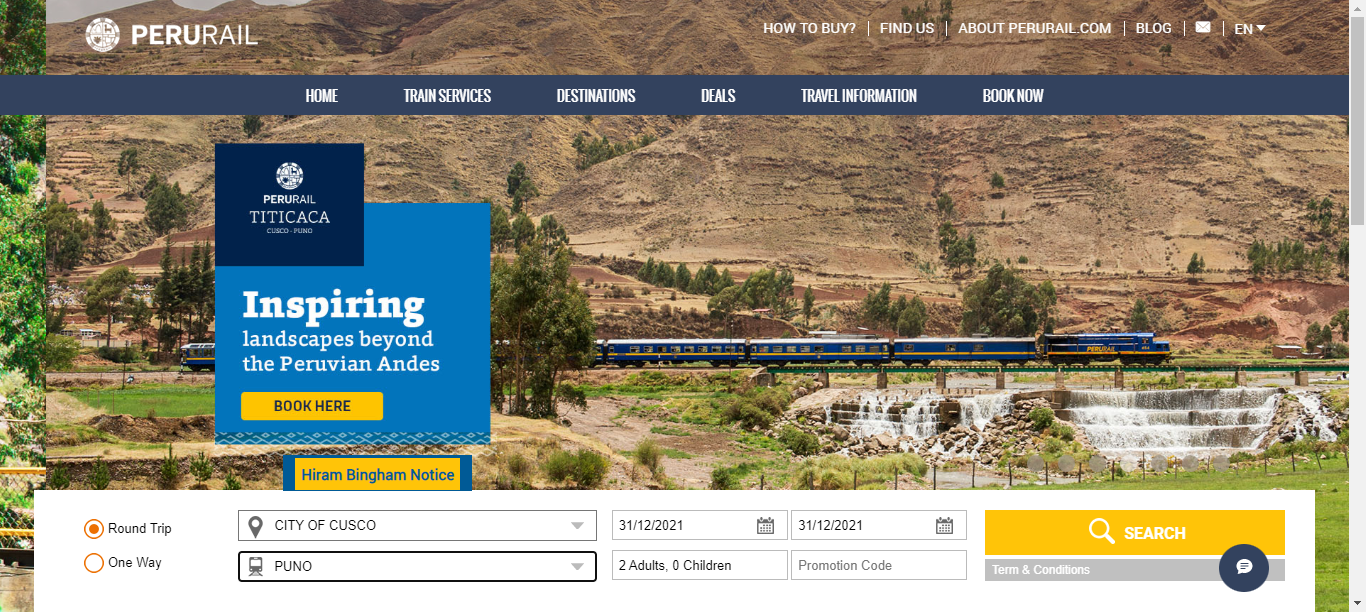 PERURAIL
HOW TO BUY?
FIND US
ABOUT PERURAIL.COM
BLOG
EN
HOME
TRAIN SERVICES
DESTINATIONS
DEALS
TRAVEL INFORMATION
BOOK NOW
PERURAIL
TITICACA
CUSCO - PUNO
Inspiring
landscapes beyond
the Peruvian Andes
BOOK HERE
PERURAIL
Hiram Bingham Notice
Round Trip
CITY OF CUSCO
31/12/2021
31/12/2021
SEARCH
One Way
PUNO
2 Adults, 0 Children
Promotion Code
Term & Conditions